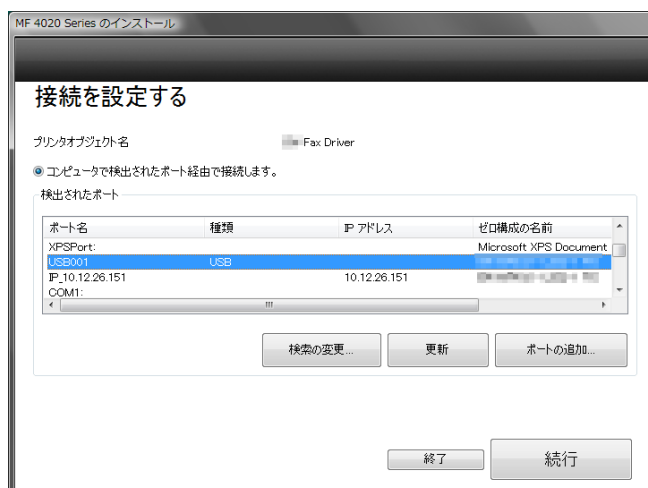 MF 4020 Series のインストール
接続を設定する
プリンタオブジェクト名 Fax Driver
コンピュータで検出されたポート経由で接続します。
検出されたポート
ポート名 種類 IP アドレス ゼロ構成の名前
XPSPort: Microsoft XPS Document
USB001 USB
IP_10.12.26.151 10.12.26.151
COM1:
検索の変更... 更新 ポートの追加...
終了 続行